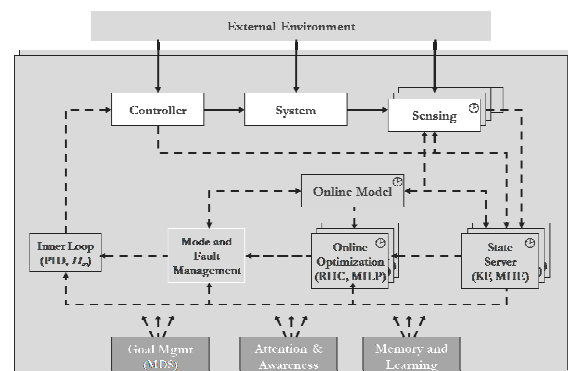 External Environment
Controller
System
Sensing
Online Model
Inner Loop
(PID, H∞)
Mode and
Fault
Management
Online
Optimization
(RHC, MILP)
State
Server
(KF, MHE)
Goal Mgmt
(MDS)
Attention &
Awareness
Memory and
Learning